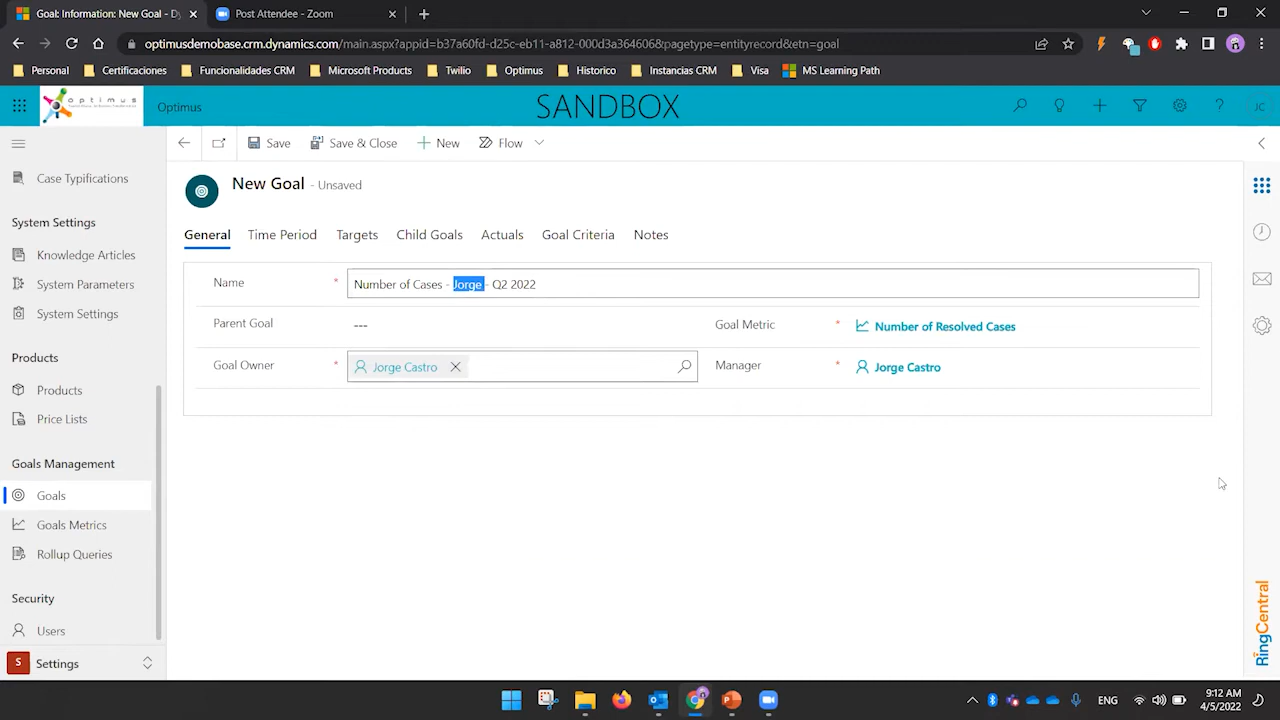 Goal: Information: New Goal - Dy
Post Attendee - Zoom
optimusdemobase.crm.dynamics.com/main.aspx?appid=b37a60fd-d25c-eb11-a812-000d3a364606&pagetype=entityrecord&etn=goal
Personal Certificaciones Funcionalidades CRM Microsoft Products Twilio Optimus Historico Instancias CRM Visa MS Learning Path
optimus
Optimus
SANDBOX
JC
Save Save & Close New Flow
New Goal - Unsaved
General Time Period Targets Child Goals Actuals Goal Criteria Notes
Name * Number of Cases - Jorge - Q2 2022
Parent Goal ---
Goal Metric * Number of Resolved Cases
Goal Owner * Jorge Castro
Manager * Jorge Castro
Case Typifications
System Settings
Knowledge Articles
System Parameters
System Settings
Products
Products
Price Lists
Goals Management
Goals
Goals Metrics
Rollup Queries
Security
Users
S Settings
RingCentral
ENG
9:12 AM
4/5/2022